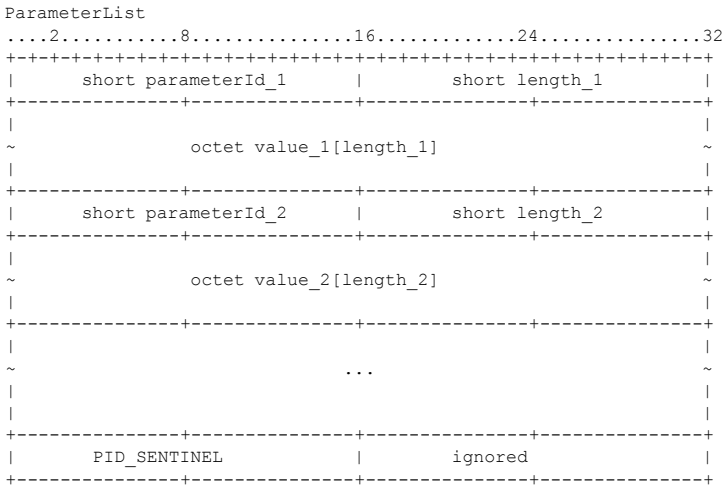 ParameterList
....2...........8...............16.............24...............32
+-+-+-+-+-+-+-+-+-+-+-+-+-+-+-+-+-+-+-+-+-+-+-+-+-+-+-+-+-+-+-+-+
| short parameterId_1 | short length_1 |
+---------------+---------------+---------------+---------------+
| |
~ octet value_1[length_1] ~
| |
+---------------+---------------+---------------+---------------+
| short parameterId_2 | short length_2 |
+---------------+---------------+---------------+---------------+
| |
~ octet value_2[length_2] ~
| |
+---------------+---------------+---------------+---------------+
| |
~ ... ~
| |
| |
+---------------+---------------+---------------+---------------+
| PID_SENTINEL | ignored |
+---------------+---------------+---------------+---------------+